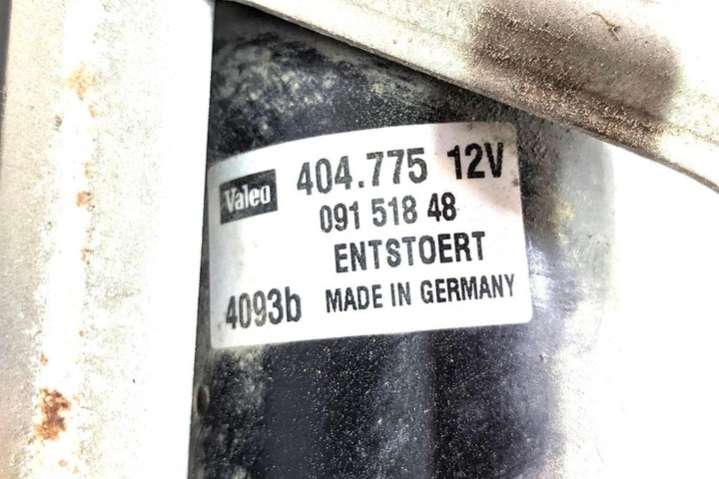 Valeo 404.775 12V
091 518 48
ENTSTOERT
4093b MADE IN GERMANY